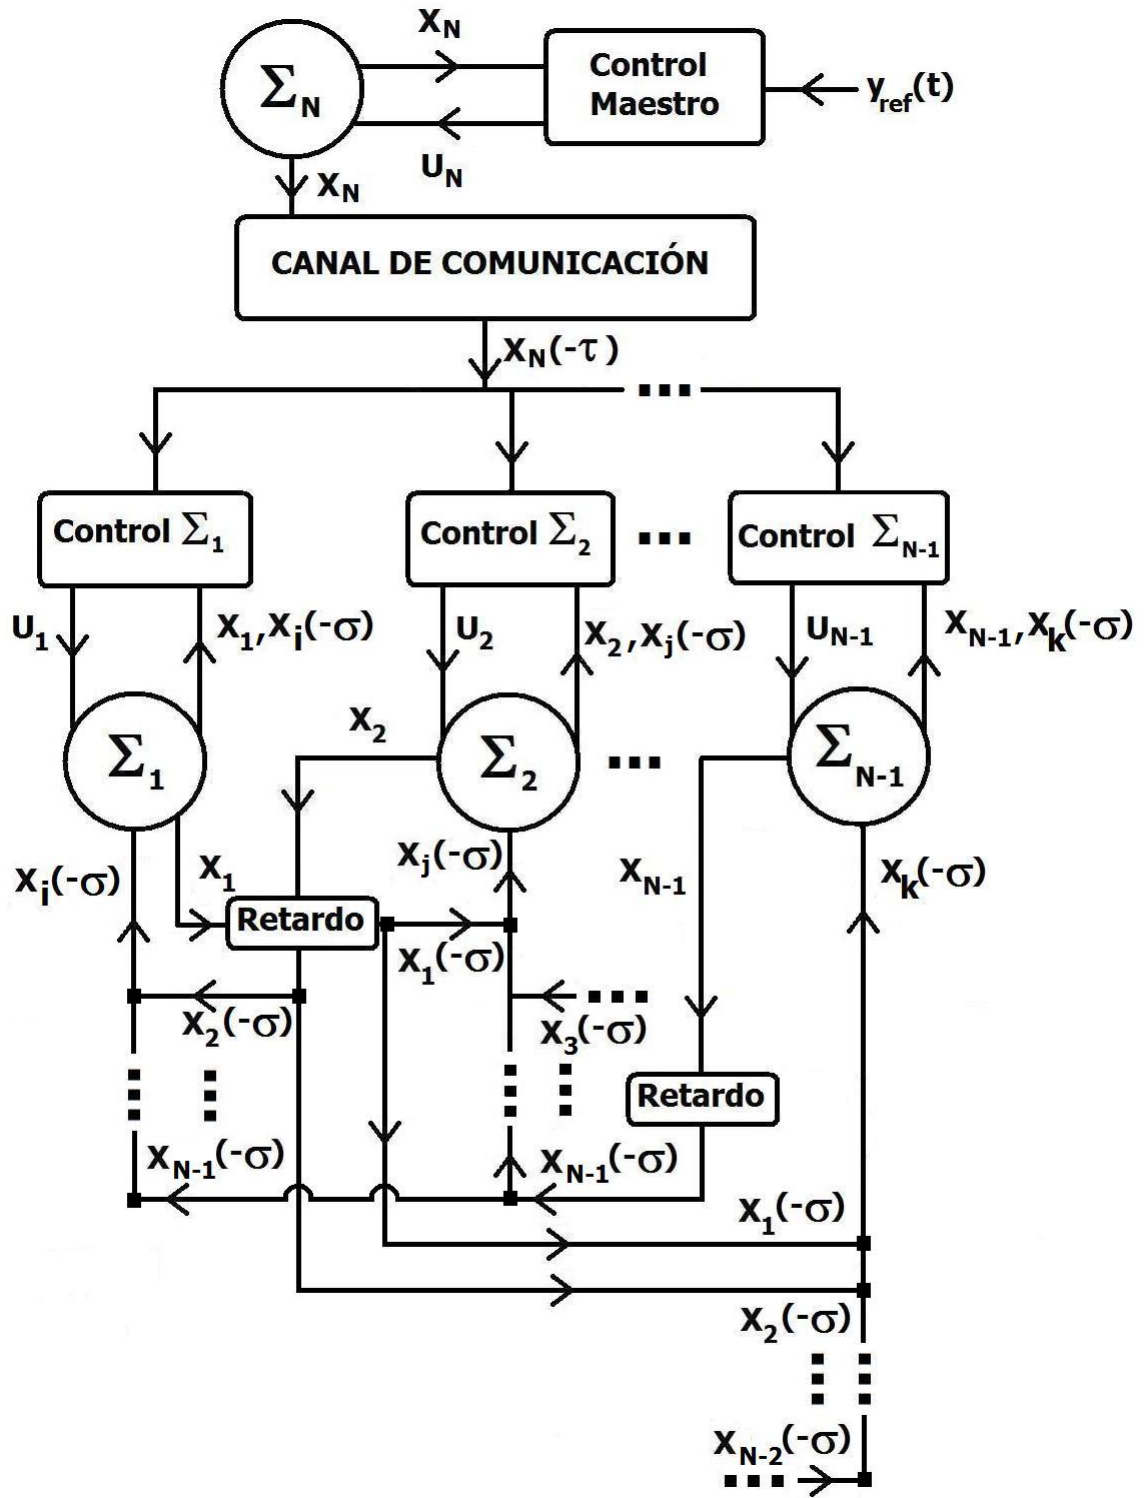 X_N
Σ_N
Control
Maestro
y_ref(t)
U_N
X_N
CANAL DE COMUNICACIÓN
X_N(-τ)
Control Σ_1
Control Σ_2
Control Σ_N-1
U_1
X_1,X_i(-σ)
U_2
X_2,X_j(-σ)
U_N-1
X_N-1,X_k(-σ)
X_2
Σ_1
Σ_2
Σ_N-1
X_i(-σ)
X_1
X_j(-σ)
X_N-1
X_k(-σ)
Retardo
X_1(-σ)
X_2(-σ)
X_3(-σ)
Retardo
X_N-1(-σ)
X_N-1(-σ)
X_1(-σ)
X_2(-σ)
X_N-2(-σ)